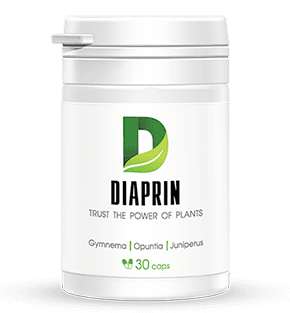 D
DIAPRIN
TRUST THE POWER OF PLANTS
Gymnema | Opuntia | Juniperus
30 caps